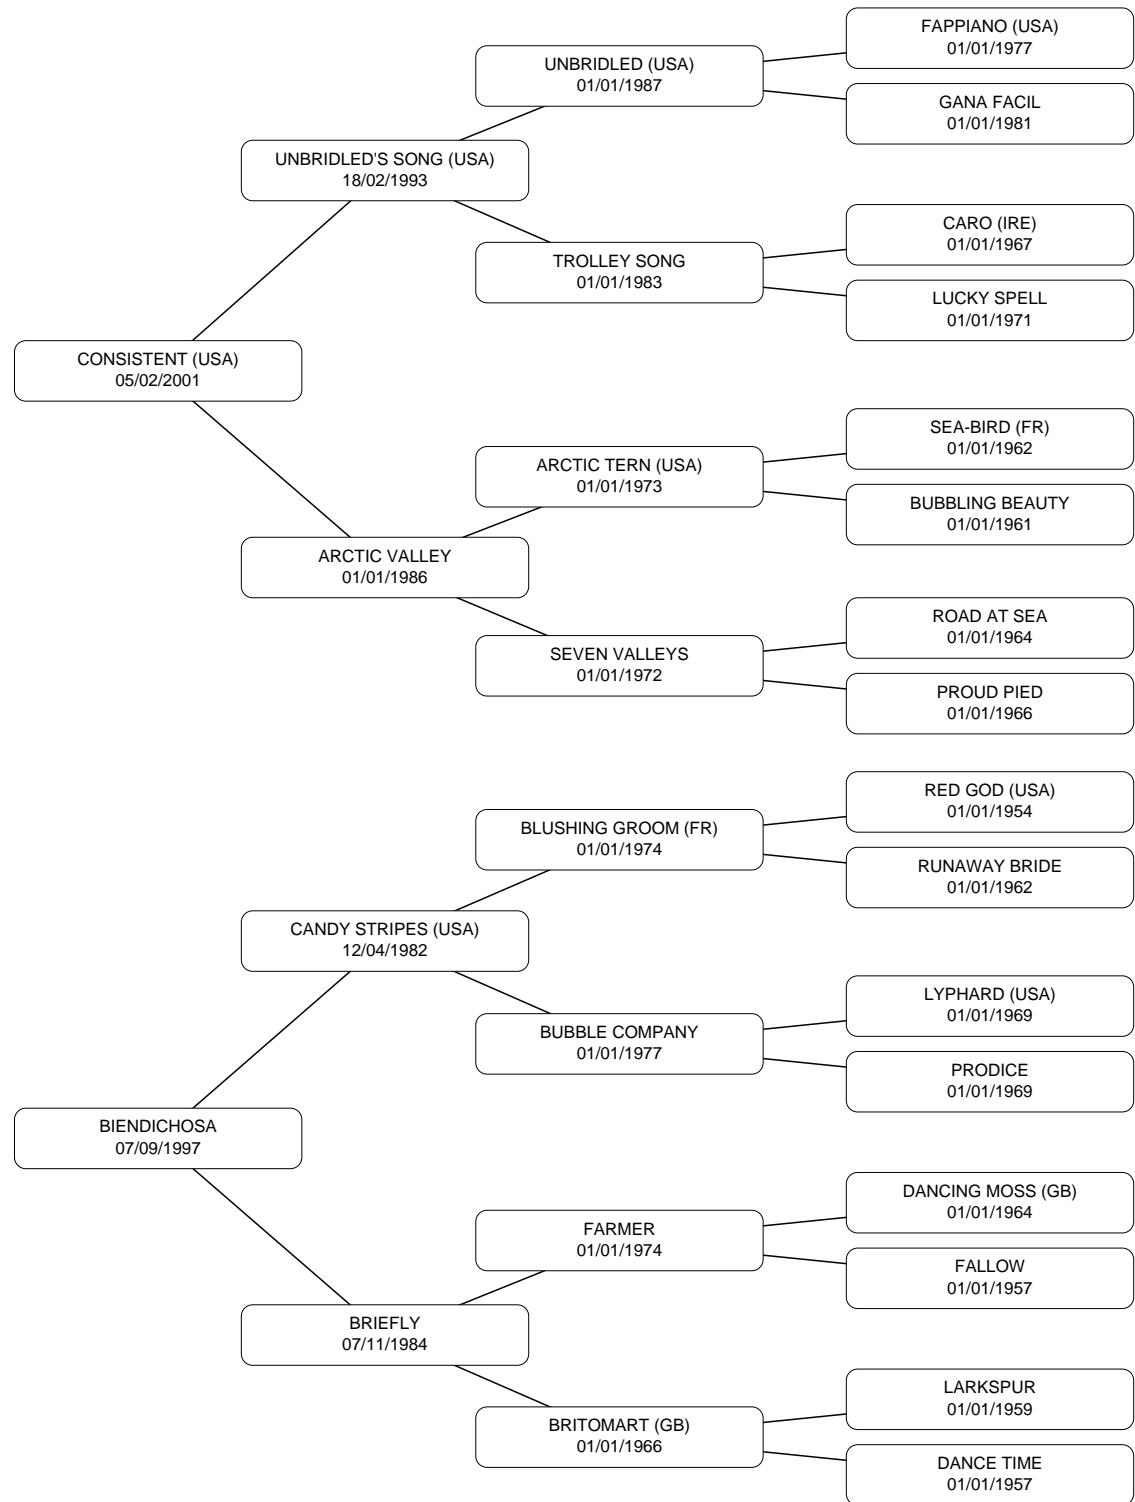 FAPPIANO (USA)
01/01/1977
UNBRIDLED (USA)
01/01/1987
GANA FACIL
01/01/1981
UNBRIDLED'S SONG (USA)
18/02/1993
CARO (IRE)
01/01/1967
TROLLEY SONG
01/01/1983
LUCKY SPELL
01/01/1971
CONSISTENT (USA)
05/02/2001
SEA-BIRD (FR)
01/01/1962
ARCTIC TERN (USA)
01/01/1973
BUBBLING BEAUTY
01/01/1961
ARCTIC VALLEY
01/01/1986
ROAD AT SEA
01/01/1964
SEVEN VALLEYS
01/01/1972
PROUD PIED
01/01/1966
RED GOD (USA)
01/01/1954
BLUSHING GROOM (FR)
01/01/1974
RUNAWAY BRIDE
01/01/1962
CANDY STRIPES (USA)
12/04/1982
LYPHARD (USA)
01/01/1969
BUBBLE COMPANY
01/01/1977
PRODICE
01/01/1969
BIENDICHOSA
07/09/1997
DANCING MOSS (GB)
01/01/1964
FARMER
01/01/1974
FALLOW
01/01/1957
BRIEFLY
07/11/1984
LARKSPUR
01/01/1959
BRITOMART (GB)
01/01/1966
DANCE TIME
01/01/1957